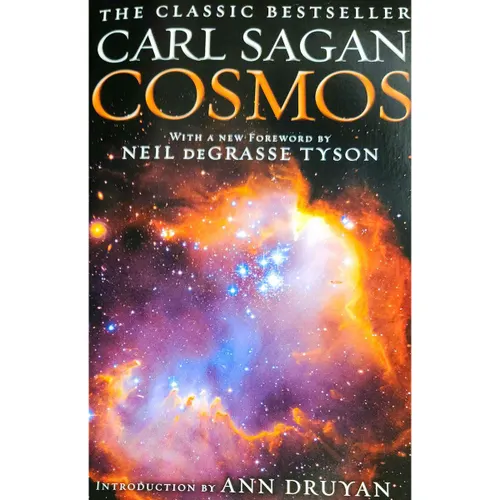 THE CLASSIC BESTSELLER
CARL SAGAN
COSMOS
WITH A NEW FOREWORD BY
NEIL DEGRASSE TYSON
INTRODUCTION BY ANN DRUYAN